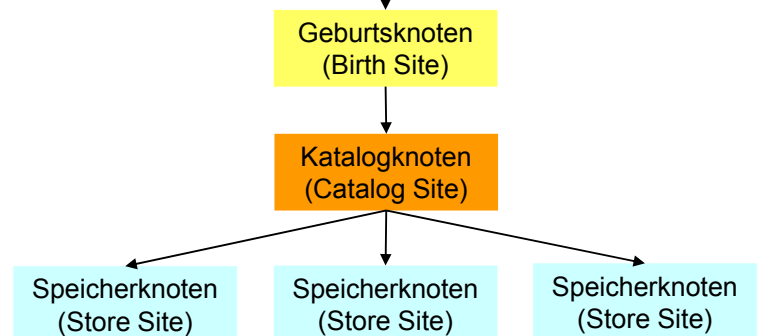 Geburtsknoten
(Birth Site)
Katalogknoten
(Catalog Site)
Speicherknoten
(Store Site)
Speicherknoten
(Store Site)
Speicherknoten
(Store Site)